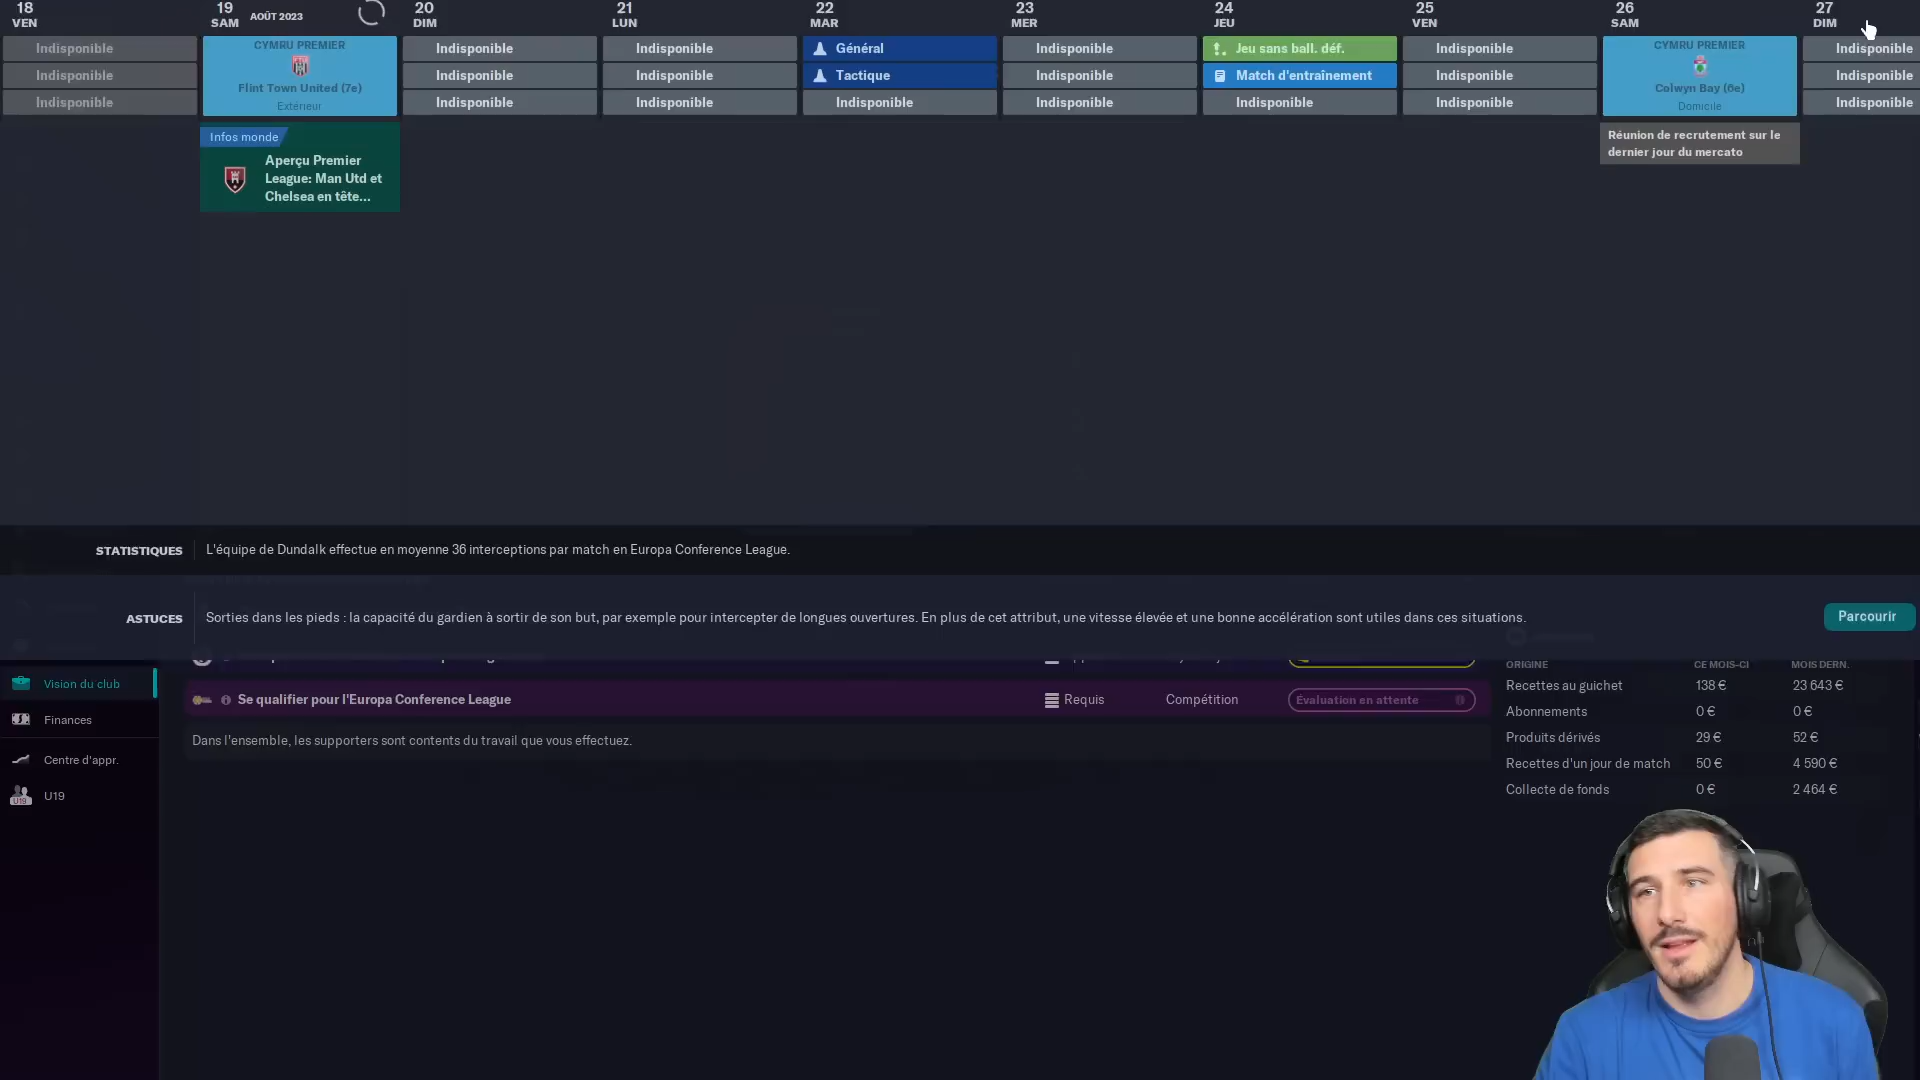 18
VEN
19
SAM
AOÛT 2023
20
DIM
21
LUN
22
MAR
23
MER
24
JEU
25
VEN
26
SAM
27
DIM
Indisponible
Indisponible
Indisponible
CYMRU PREMIER
Flint Town United (7e)
Extérieur
Indisponible
Indisponible
Indisponible
Indisponible
Indisponible
Indisponible
Général
Tactique
Indisponible
Indisponible
Indisponible
Indisponible
Jeu sans ball. déf.
Match d'entraînement
Indisponible
Indisponible
Indisponible
Indisponible
CYMRU PREMIER
Colwyn Bay (6e)
Domicile
Indisponible
Indisponible
Indisponible
Infos monde
Aperçu Premier
League: Man Utd et
Chelsea en tête...
Réunion de recrutement sur le
dernier jour du mercato
STATISTIQUES
L'équipe de Dundalk effectue en moyenne 36 interceptions par match en Europa Conference League.
ASTUCES
Sorties dans les pieds : la capacité du gardien à sortir de son but, par exemple pour intercepter de longues ouvertures. En plus de cet attribut, une vitesse élevée et une bonne accélération sont utiles dans ces situations.
Parcourir
Vision du club
Finances
Centre d'appr.
U19
U19
Se qualifier pour l'Europa Conference League
Requis
Compétition
Évaluation en attente
Dans l'ensemble, les supporters sont contents du travail que vous effectuez.
ORIGINE CE MOIS-CI MOIS DERN.
Recettes au guichet 138 € 23 643 €
Abonnements 0 € 0 €
Produits dérivés 29 € 52 €
Recettes d'un jour de match 50 € 4 590 €
Collecte de fonds 0 € 2 464 €